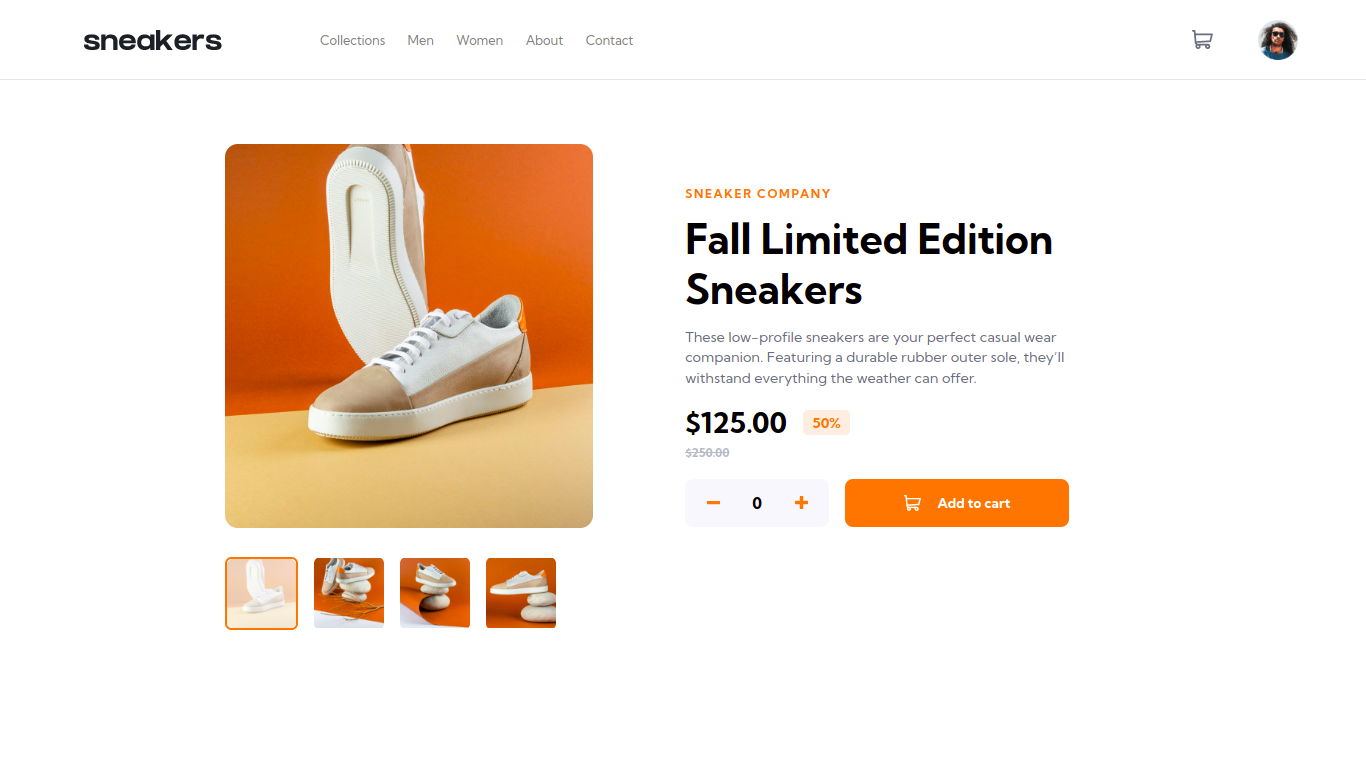 sneakers
Collections Men Women About Contact
SNEAKER COMPANY
Fall Limited Edition
Sneakers
These low-profile sneakers are your perfect casual wear
companion. Featuring a durable rubber outer sole, they’ll
withstand everything the weather can offer.
$125.00 50%
$250.00
0 Add to cart